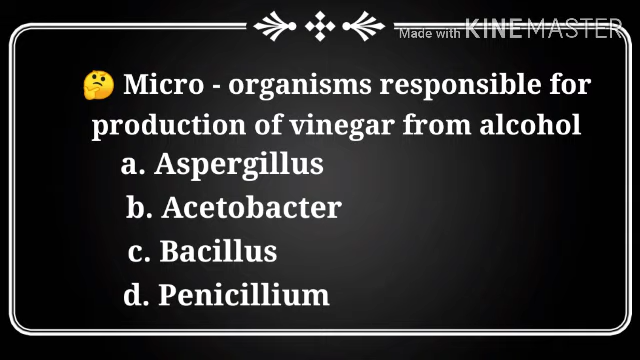 Made with KINEMASTER
🤔 Micro - organisms responsible for
production of vinegar from alcohol
a. Aspergillus
b. Acetobacter
c. Bacillus
d. Penicillium